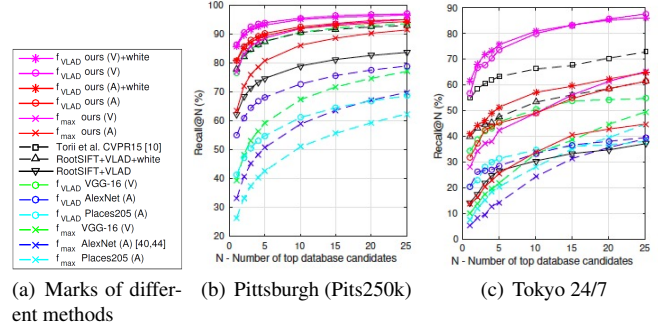 f_VLAD ours (V)+white
f_VLAD ours (V)
f_VLAD ours (A)+white
f_VLAD ours (A)
f_max ours (V)
f_max ours (A)
Torii et al. CVPR15 [10]
RootSIFT+VLAD+white
RootSIFT+VLAD
f_VLAD VGG-16 (V)
f_VLAD AlexNet (A)
f_VLAD Places205 (A)
f_max VGG-16 (V)
f_max AlexNet (A) [40,44]
f_max Places205 (A)
(a) Marks of differ-
ent methods
Recall@N (%)
100
90
80
70
60
50
40
30
20
0 5 10 15 20 25
N - Number of top database candidates
(b) Pittsburgh (Pits250k)
Recall@N (%)
90
80
70
60
50
40
30
20
10
0
0 5 10 15 20 25
N - Number of top database candidates
(c) Tokyo 24/7